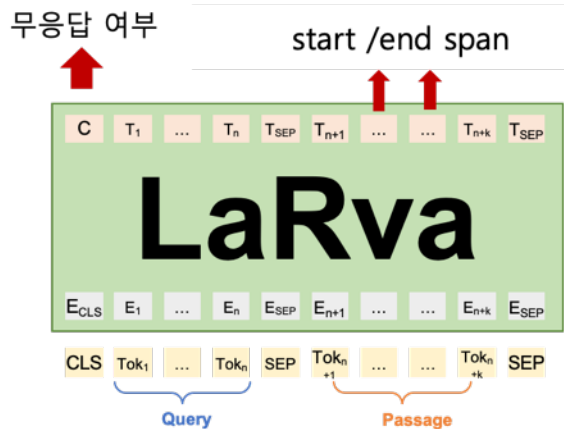 무응답 여부
start /end span
C T1 ... Tn TSEP Tn+1 ... ... Tn+k TSEP
LaRva
ECLS E1 ... En ESEP En+1 ... ... En+k ESEP
CLS Tok1 ... Tokn SEP Tokn+1 ... ... Tokn+k SEP
Query Passage